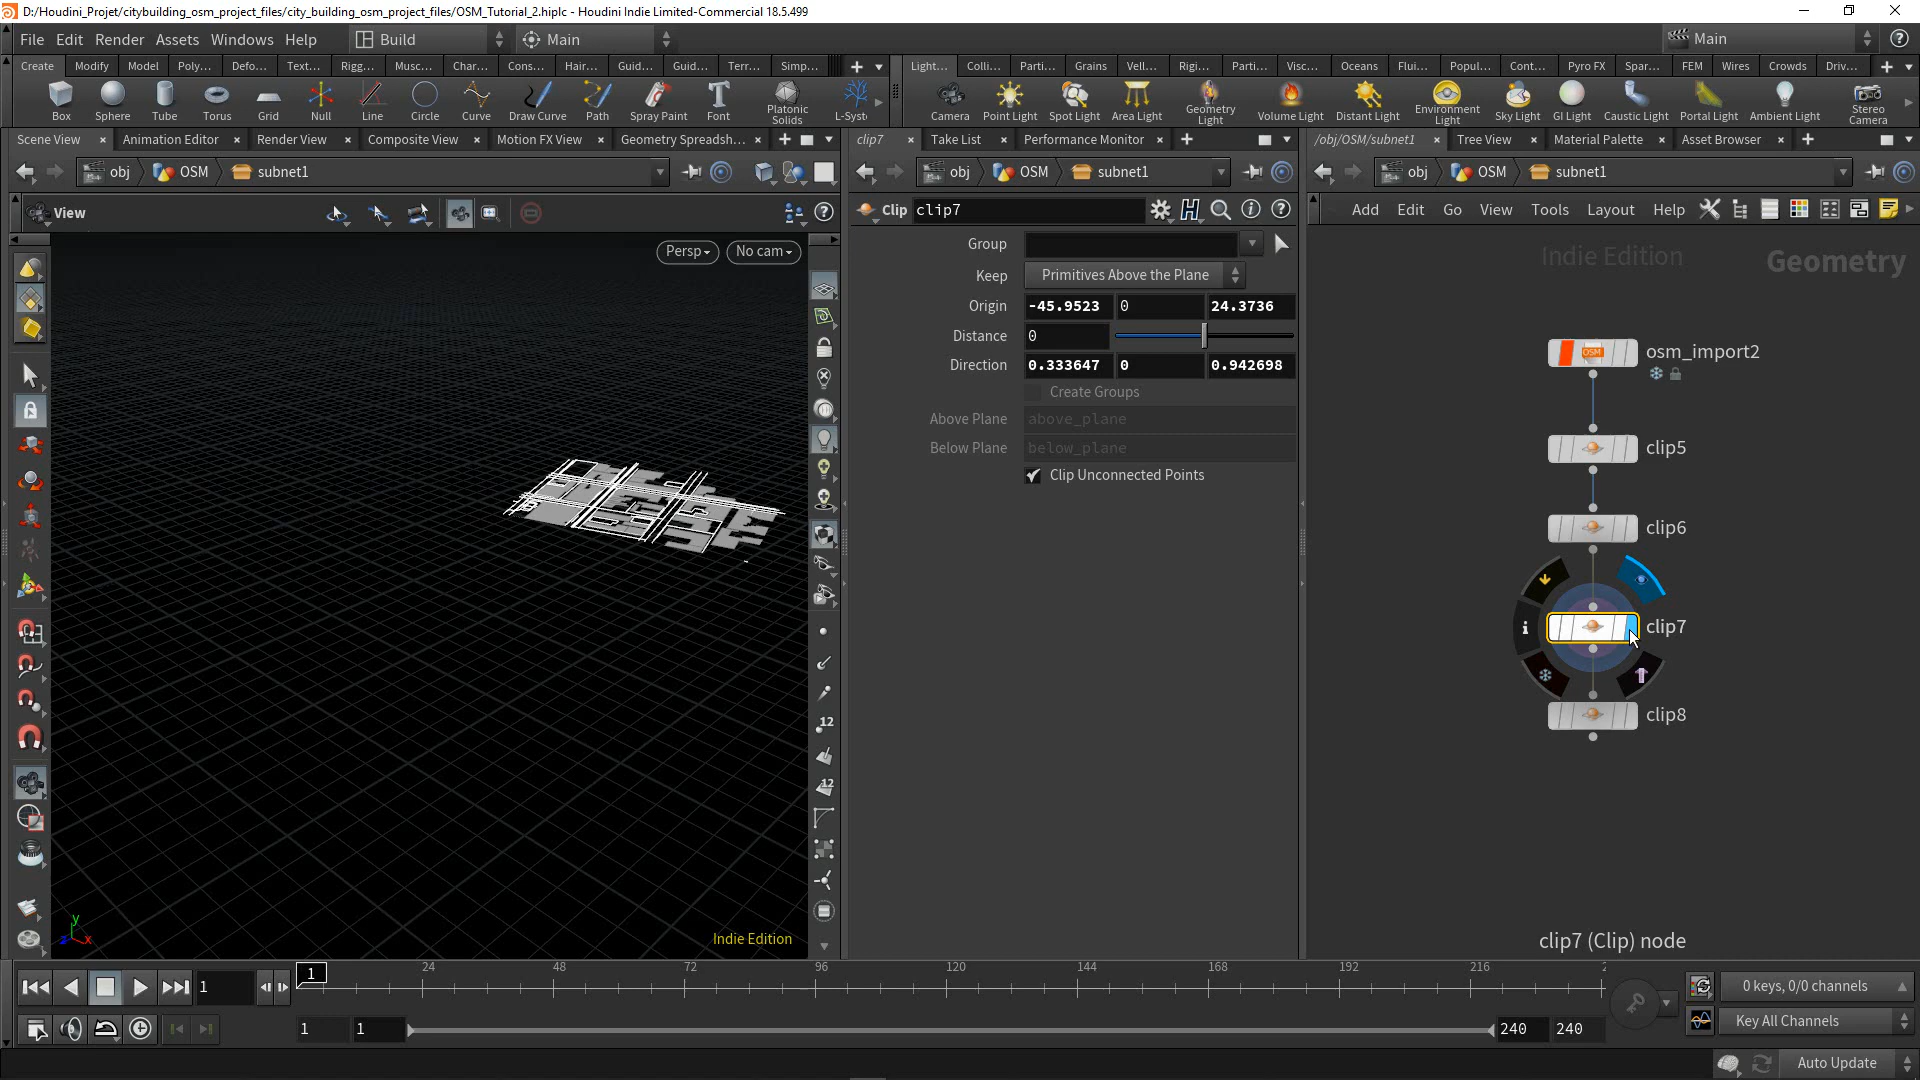 D:/Houdini_Projet/citybuilding_osm_project_files/city_building_osm_project_files/OSM_Tutorial_2.hiplc - Houdini Indie Limited-Commercial 18.5.499
File Edit Render Assets Windows Help Build Main Main
Create Modify Model Poly... Defo... Text... Rigg... Musc... Char... Cons... Hair... Guid... Guid... Terr... Simp... Light... Colli... Parti... Grains Vell... Rigi... Parti... Visc... Oceans Flui... Popul... Cont... Pyro FX Spar... FEM Wires Crowds Driv...
Box Sphere Tube Torus Grid Null Line Circle Curve Draw Curve Path Spray Paint Font Platonic Solids L-Syst Camera Point Light Spot Light Area Light Geometry Light Volume Light Distant Light Environment Light Sky Light GI Light Caustic Light Portal Light Ambient Light Stereo Camera
Scene View Animation Editor Render View Composite View Motion FX View Geometry Spreadsh... clip7 Take List Performance Monitor /obj/OSM/subnet1 Tree View Material Palette Asset Browser
obj OSM subnet1 obj OSM subnet1 obj OSM subnet1
View Clip clip7 Add Edit Go View Tools Layout Help
Persp No cam
Group
Keep Primitives Above the Plane
Origin -45.9523 0 24.3736
Distance 0
Direction 0.333647 0 0.942698
Create Groups
Above Plane above_plane
Below Plane below_plane
Clip Unconnected Points
Indie Edition Geometry
OSM osm_import2
clip5
clip6
clip7
clip8
clip7 (Clip) node
12
12
y
z x
Indie Edition
1 1 24 48 72 96 120 144 168 192 216 0 keys, 0/0 channels
1 1 240 240 Key All Channels
Auto Update